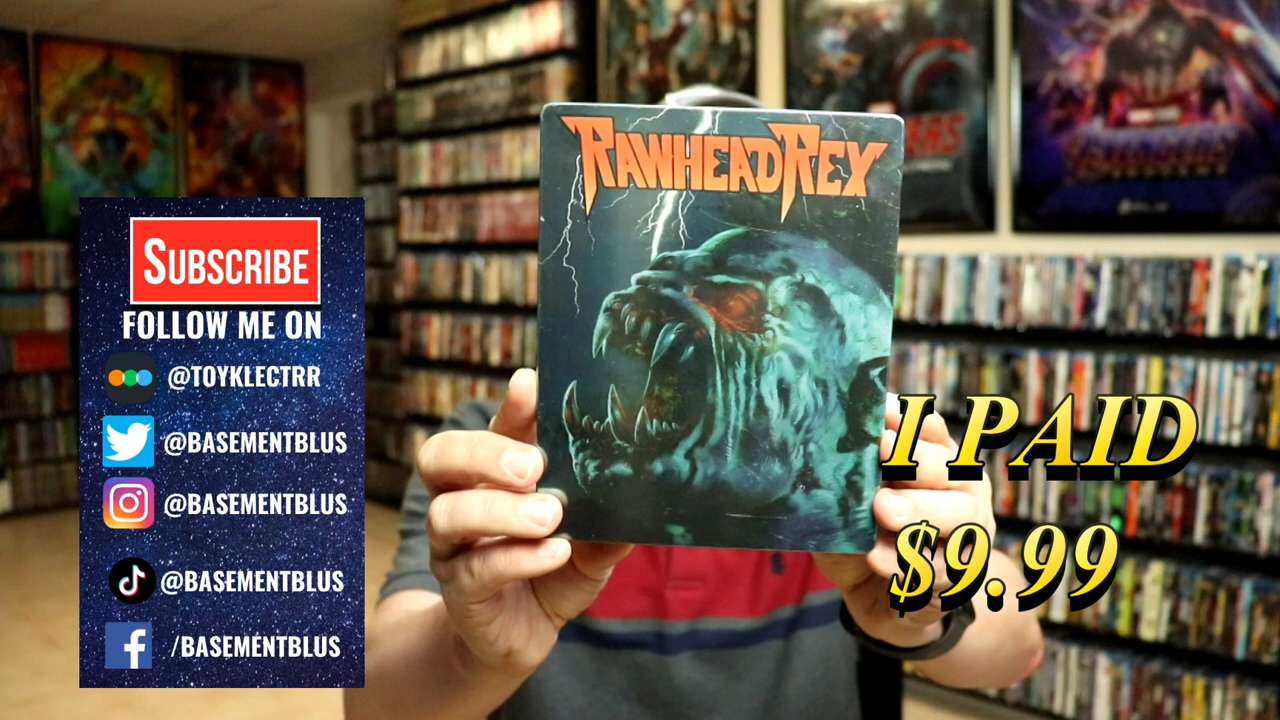 SUBSCRIBE
FOLLOW ME ON
@TOYKLECTRR
@BASEMENTBLUS
@BASEMENTBLUS
@BASEMENTBLUS
/BASEMENTBLUS
RAWHEAD REX
I PAID
$9.99